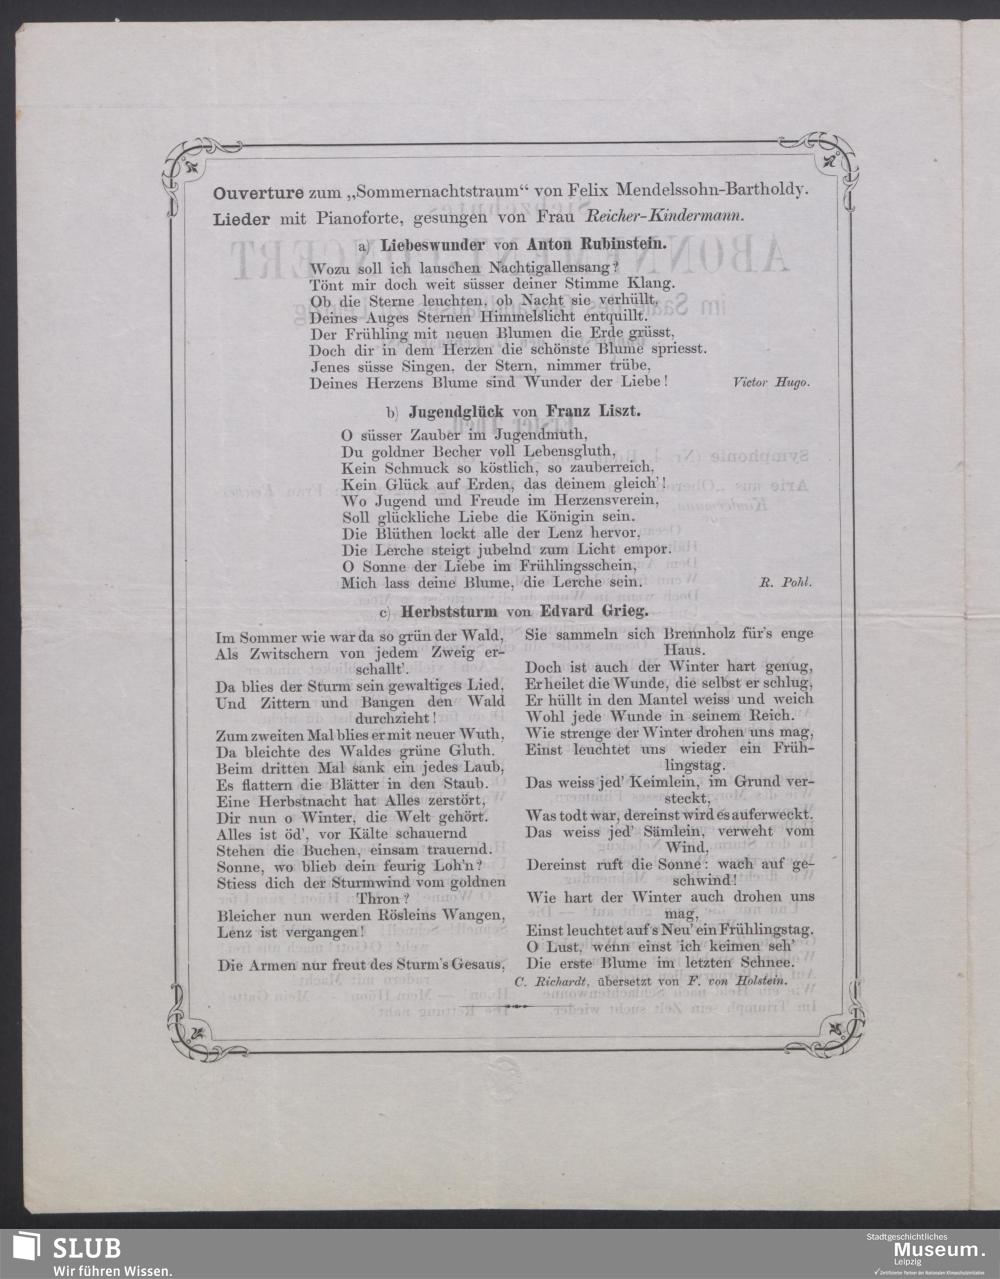 Ouverture zum „Sommernachtstraum“ von Felix Mendelssohn-Bartholdy.
Lieder mit Pianoforte, gesungen von Frau Reicher-Kindermann.
a) Liebeswunder von Anton Rubinstein.
Wozu soll ich lauschen Nachtigallensang?
Tönt mir doch weit süsser deiner Stimme Klang.
Ob die Sterne leuchten, ob Nacht sie verhüllt,
Deines Auges Sternen Himmelslicht entquillt.
Der Frühling mit neuen Blumen die Erde grüsst,
Doch dir in dem Herzen die schönste Blume spriesst.
Jenes süsse Singen, der Stern, nimmer trübe,
Deines Herzens Blume sind Wunder der Liebe! Victor Hugo.
b) Jugendglück von Franz Liszt.
O süsser Zauber im Jugendmuth,
Du goldner Becher voll Lebensgluth,
Kein Schmuck so köstlich, so zauberreich,
Kein Glück auf Erden, das deinem gleich'!
Wo Jugend und Freude im Herzensverein,
Soll glückliche Liebe die Königin sein.
Die Blüthen lockt alle der Lenz hervor,
Die Lerche steigt jubelnd zum Licht empor.
O Sonne der Liebe im Frühlingsschein,
Mich lass deine Blume, die Lerche sein. R. Pohl.
c) Herbststurm von Edvard Grieg.
Im Sommer wie war da so grün der Wald,
Als Zwitschern von jedem Zweig er-
schallt'.
Da blies der Sturm sein gewaltiges Lied,
Und Zittern und Bangen den Wald
durchzieht!
Zum zweiten Mal blies er mit neuer Wuth,
Da bleichte des Waldes grüne Gluth.
Beim dritten Mal sank ein jedes Laub,
Es flattern die Blätter in den Staub.
Eine Herbstnacht hat Alles zerstört,
Dir nun o Winter, die Welt gehört.
Alles ist öd', vor Kälte schauernd
Stehen die Buchen, einsam trauernd.
Sonne, wo blieb dein feurig Loh'n?
Stiess dich der Sturmwind vom goldnen
Thron?
Bleicher nun werden Rösleins Wangen,
Lenz ist vergangen!
Die Armen nur freut des Sturm's Gesaus,
Sie sammeln sich Brennholz für's enge
Haus.
Doch ist auch der Winter hart genug,
Er heilet die Wunde, die selbst er schlug,
Er hüllt in den Mantel weiss und weich
Wohl jede Wunde in seinem Reich.
Wie strenge der Winter drohen uns mag,
Einst leuchtet uns wieder ein Früh-
lingstag.
Das weiss jed' Keimlein, im Grund ver-
steckt,
Was todt war, dereinst wird es auferweckt.
Das weiss jed' Sämlein, verweht vom
Wind,
Dereinst ruft die Sonne: wach auf ge-
schwind!
Wie hart der Winter auch drohen uns
mag,
Einst leuchtet auf's Neu' ein Frühlingstag.
O Lust, wenn einst ich keimen seh'
Die erste Blume im letzten Schnee.
C. Richardt, übersetzt von F. von Holstein.
SLUB
Wir führen Wissen.
Stadtgeschichtliches
Museum.
Leipzig
Zertifizierter Partner der Nationalen Klimaschutzinitiative